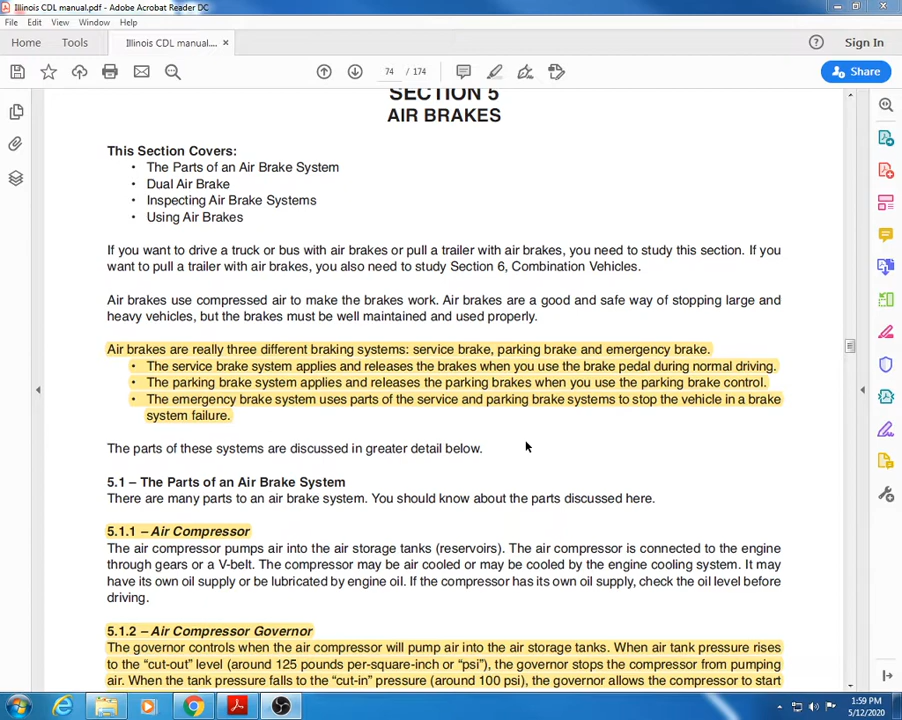 Illinois CDL manual.pdf - Adobe Acrobat Reader DC
File Edit View Window Help
Home Tools Illinois CDL manual.... × Sign In
74 / 174 Share
SECTION 5
AIR BRAKES
This Section Covers:
• The Parts of an Air Brake System
• Dual Air Brake
• Inspecting Air Brake Systems
• Using Air Brakes
If you want to drive a truck or bus with air brakes or pull a trailer with air brakes, you need to study this section. If you
want to pull a trailer with air brakes, you also need to study Section 6, Combination Vehicles.
Air brakes use compressed air to make the brakes work. Air brakes are a good and safe way of stopping large and
heavy vehicles, but the brakes must be well maintained and used properly.
Air brakes are really three different braking systems: service brake, parking brake and emergency brake.
• The service brake system applies and releases the brakes when you use the brake pedal during normal driving.
• The parking brake system applies and releases the parking brakes when you use the parking brake control.
• The emergency brake system uses parts of the service and parking brake systems to stop the vehicle in a brake
system failure.
The parts of these systems are discussed in greater detail below.
5.1 – The Parts of an Air Brake System
There are many parts to an air brake system. You should know about the parts discussed here.
5.1.1 – Air Compressor
The air compressor pumps air into the air storage tanks (reservoirs). The air compressor is connected to the engine
through gears or a V-belt. The compressor may be air cooled or may be cooled by the engine cooling system. It may
have its own oil supply or be lubricated by engine oil. If the compressor has its own oil supply, check the oil level before
driving.
5.1.2 – Air Compressor Governor
The governor controls when the air compressor will pump air into the air storage tanks. When air tank pressure rises
to the “cut-out” level (around 125 pounds per-square-inch or “psi”), the governor stops the compressor from pumping
air. When the tank pressure falls to the “cut-in” pressure (around 100 psi), the governor allows the compressor to start
1:59 PM
5/12/2020